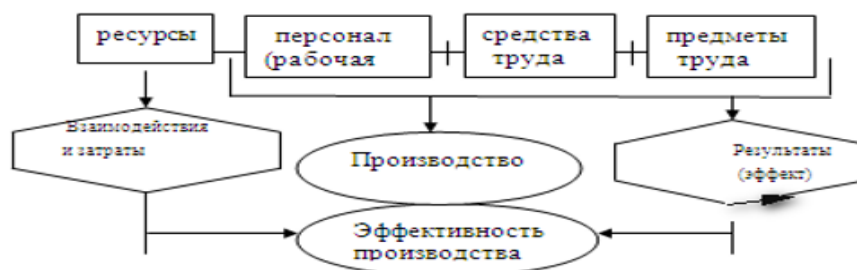 ресурсы
персонал
(рабочая
средства
труда
предметы
труда
Взаимодействия
и затраты
Производство
Результаты
(эффект)
Эффективность
производства